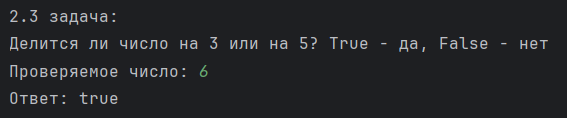 2.3 задача:
Делится ли число на 3 или на 5? True - да, False - нет
Проверяемое число: 6
Ответ: true